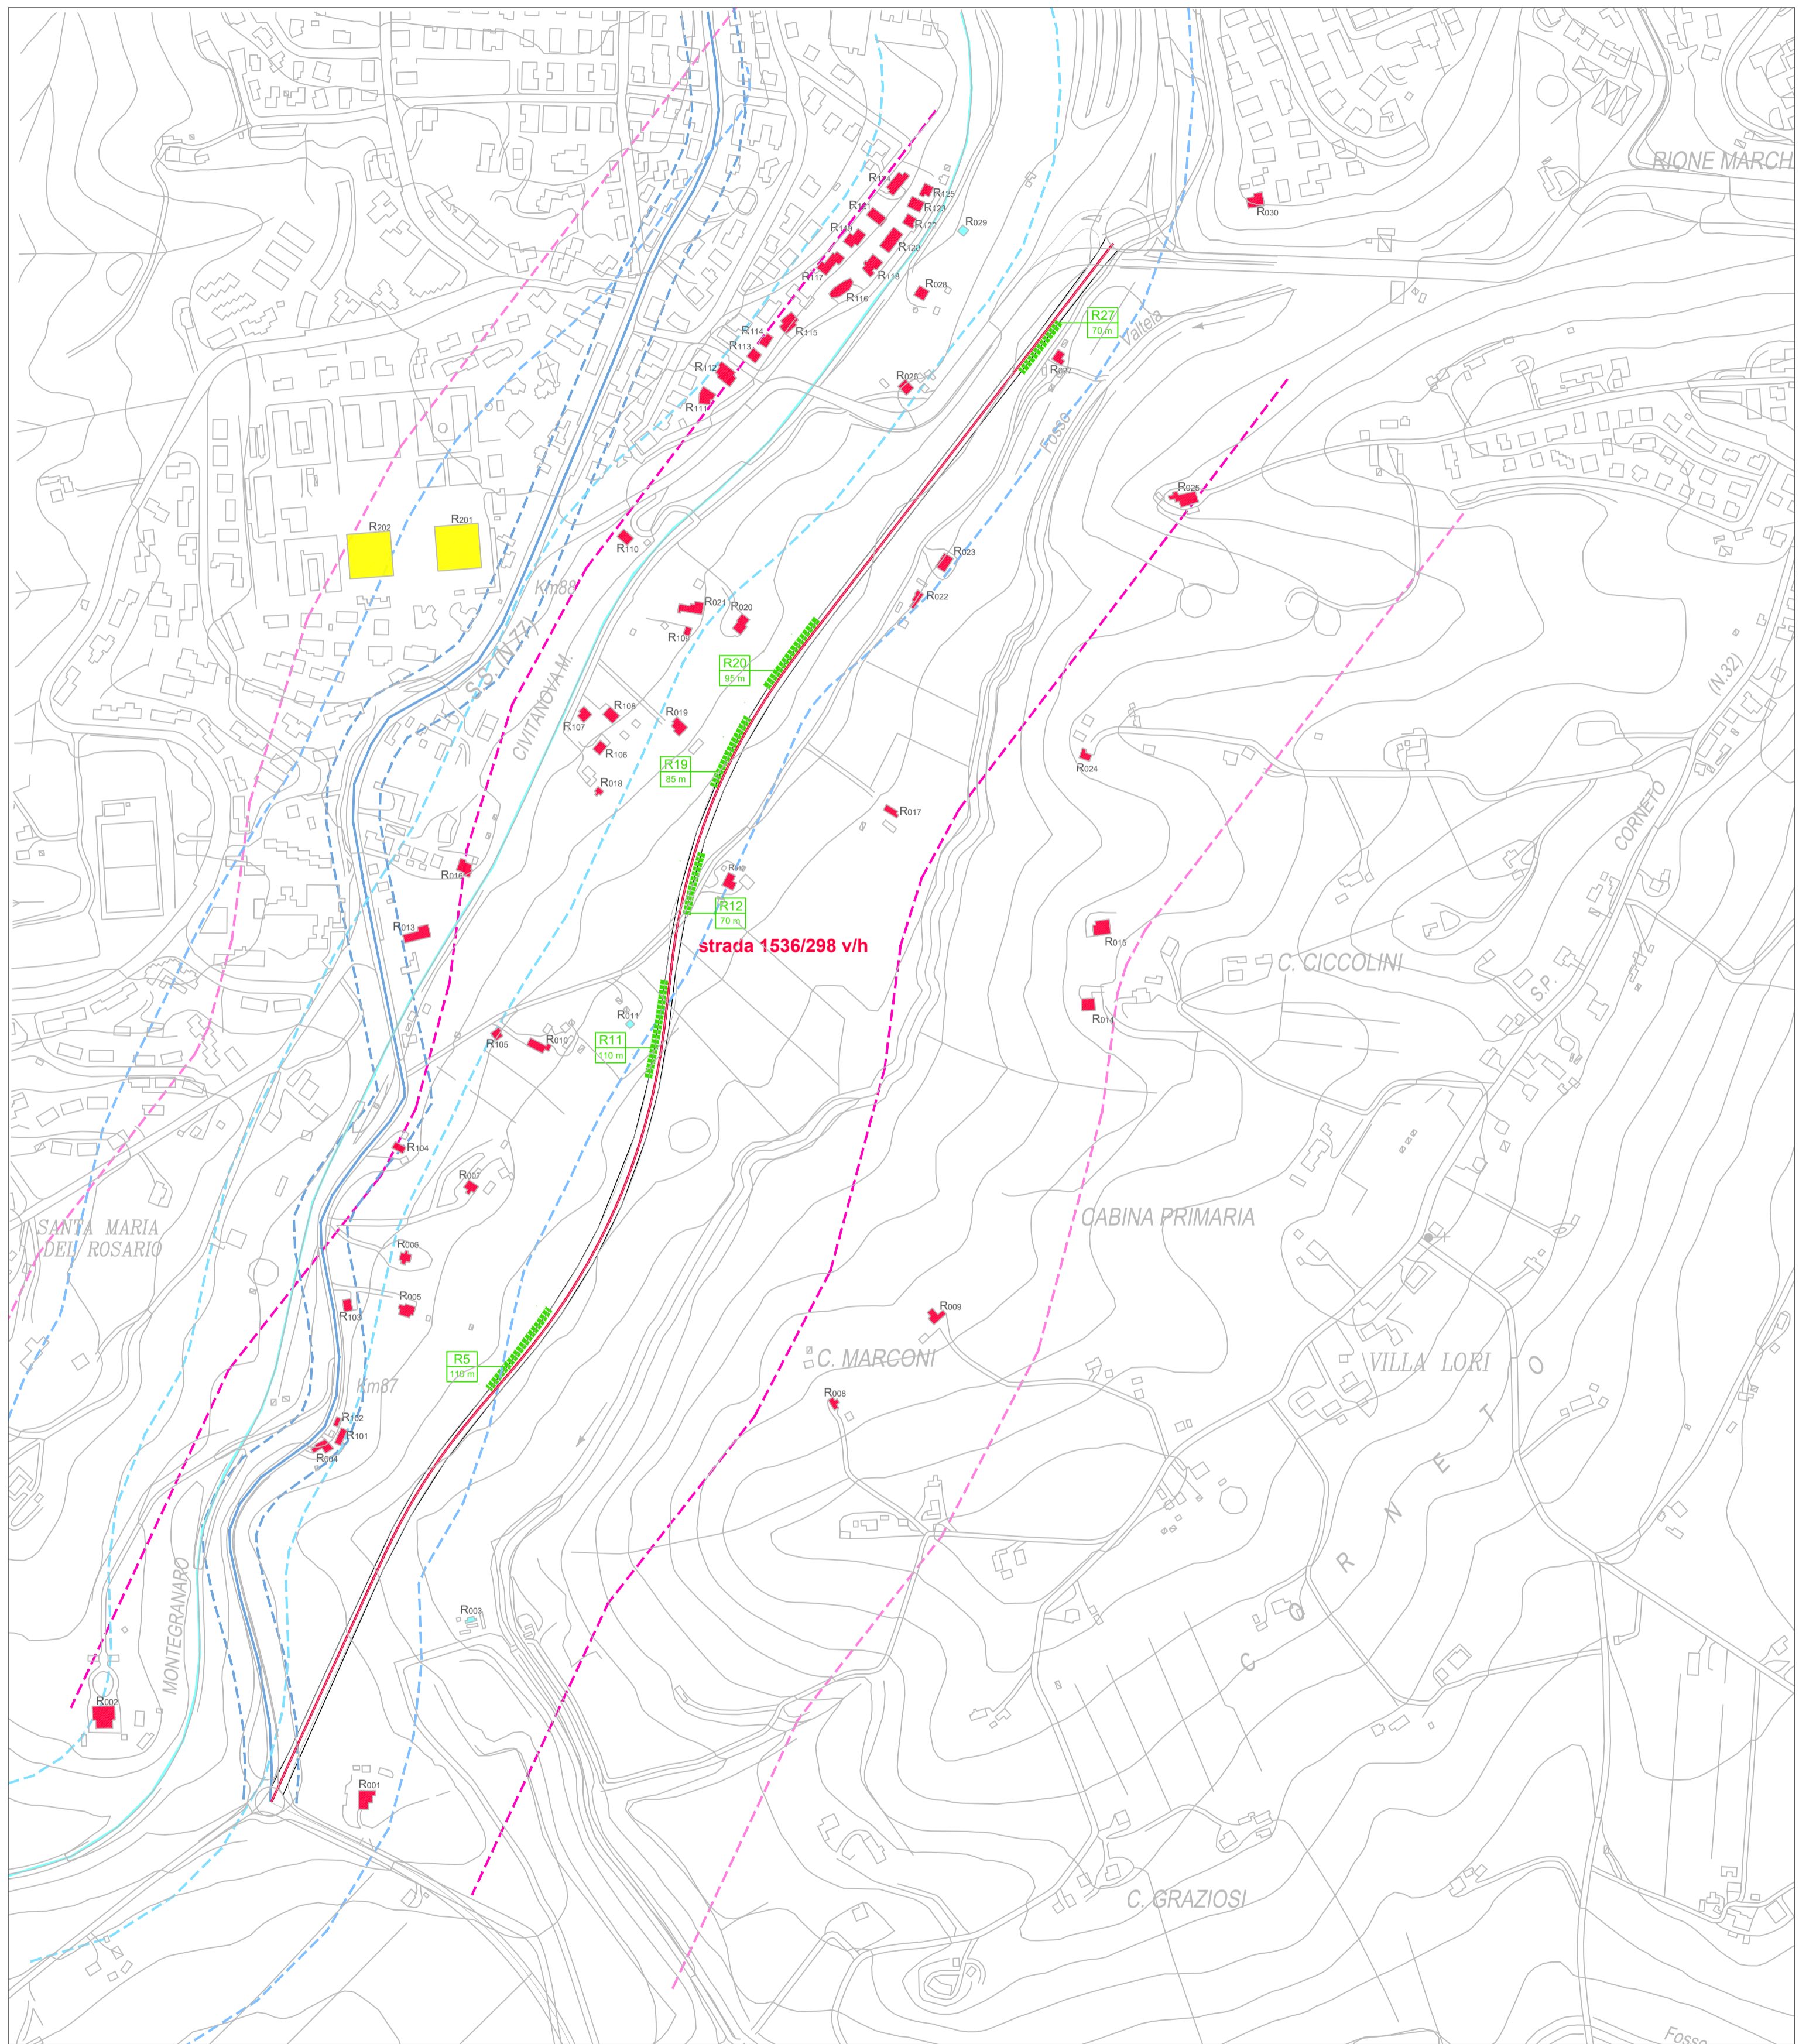 RIONE MARCH
R124
R125
R030
R121
R123
R029
R122
R119
R120
R117
R118
R028
R116
R27
70 m
Valteia
R114
R115
R113
R027
R112
R026
R111
Fosso
R025
R202
R201
R110
R023
Km88
R022
R021
R020
R109
S.S. (N.77)
R20
95 m
(N.32)
CIVITANOVA M.
R108
R107
R019
R106
R024
R19
85 m
R018
R017
CORNETO
R016
R012
R12
70 m
R013
strada 1536/298 v/h
R015
C. CICCOLINI
S.P.
R014
R011
R105
R010
R11
110 m
R104
R007
SANTA MARIA
DEL ROSARIO
CABINA PRIMARIA
R006
R005
R103
R009
R5
110 m
C. MARCONI
VILLA LORI
Km87
R008
R102
R101
R004
CORNETO
MONTEGRANARO
R003
R002
R001
C. GRAZIOSI
Fosso